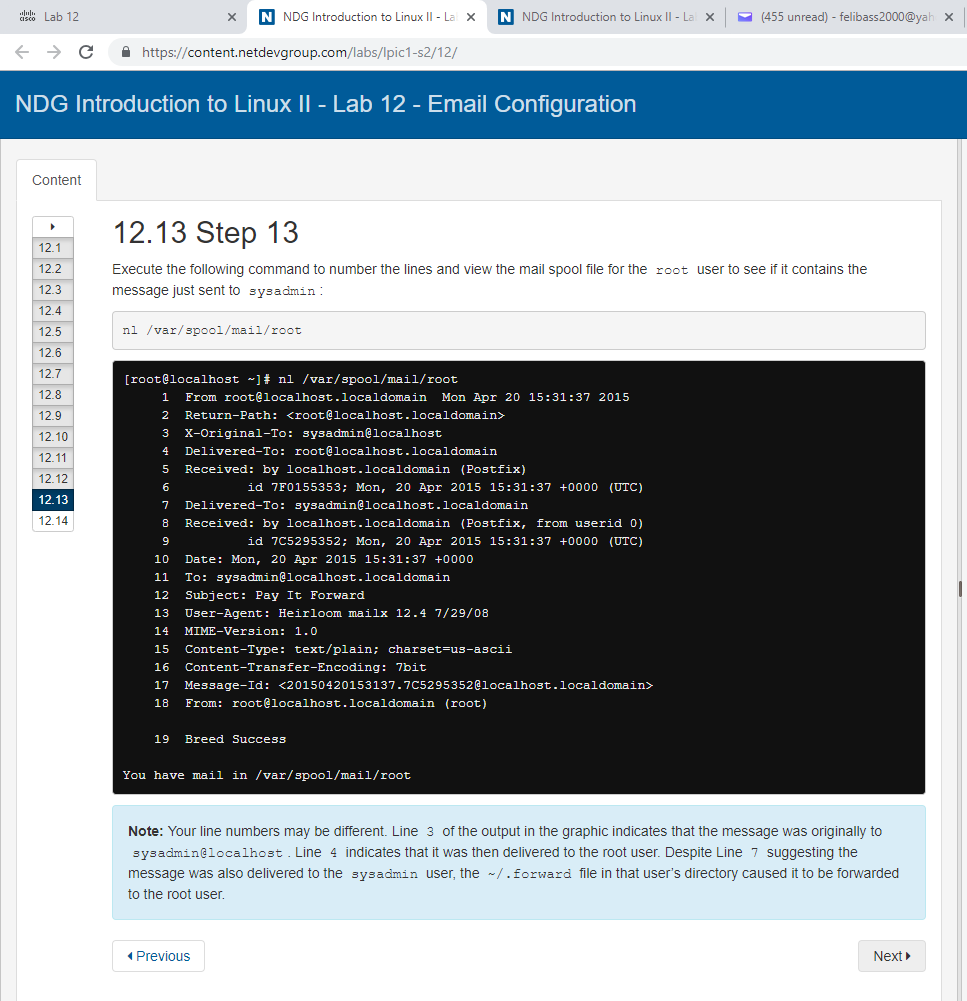 cisco Lab 12
N NDG Introduction to Linux II - La
N NDG Introduction to Linux II - La
(455 unread) - felibass2000@yah
https://content.netdevgroup.com/labs/lpic1-s2/12/
NDG Introduction to Linux II - Lab 12 - Email Configuration
Content
12.1
12.2
12.3
12.4
12.5
12.6
12.7
12.8
12.9
12.10
12.11
12.12
12.13
12.14
12.13 Step 13
Execute the following command to number the lines and view the mail spool file for the root user to see if it contains the
message just sent to sysadmin :
nl /var/spool/mail/root
[root@localhost ~]# nl /var/spool/mail/root
1 From root@localhost.localdomain Mon Apr 20 15:31:37 2015
2 Return-Path: <root@localhost.localdomain>
3 X-Original-To: sysadmin@localhost
4 Delivered-To: root@localhost.localdomain
5 Received: by localhost.localdomain (Postfix)
6 id 7F0155353; Mon, 20 Apr 2015 15:31:37 +0000 (UTC)
7 Delivered-To: sysadmin@localhost.localdomain
8 Received: by localhost.localdomain (Postfix, from userid 0)
9 id 7C5295352; Mon, 20 Apr 2015 15:31:37 +0000 (UTC)
10 Date: Mon, 20 Apr 2015 15:31:37 +0000
11 To: sysadmin@localhost.localdomain
12 Subject: Pay It Forward
13 User-Agent: Heirloom mailx 12.4 7/29/08
14 MIME-Version: 1.0
15 Content-Type: text/plain; charset=us-ascii
16 Content-Transfer-Encoding: 7bit
17 Message-Id: <20150420153137.7C5295352@localhost.localdomain>
18 From: root@localhost.localdomain (root)
19 Breed Success
You have mail in /var/spool/mail/root
Note: Your line numbers may be different. Line 3 of the output in the graphic indicates that the message was originally to
sysadmin@localhost . Line 4 indicates that it was then delivered to the root user. Despite Line 7 suggesting the
message was also delivered to the sysadmin user, the ~/.forward file in that user's directory caused it to be forwarded
to the root user.
Previous
Next